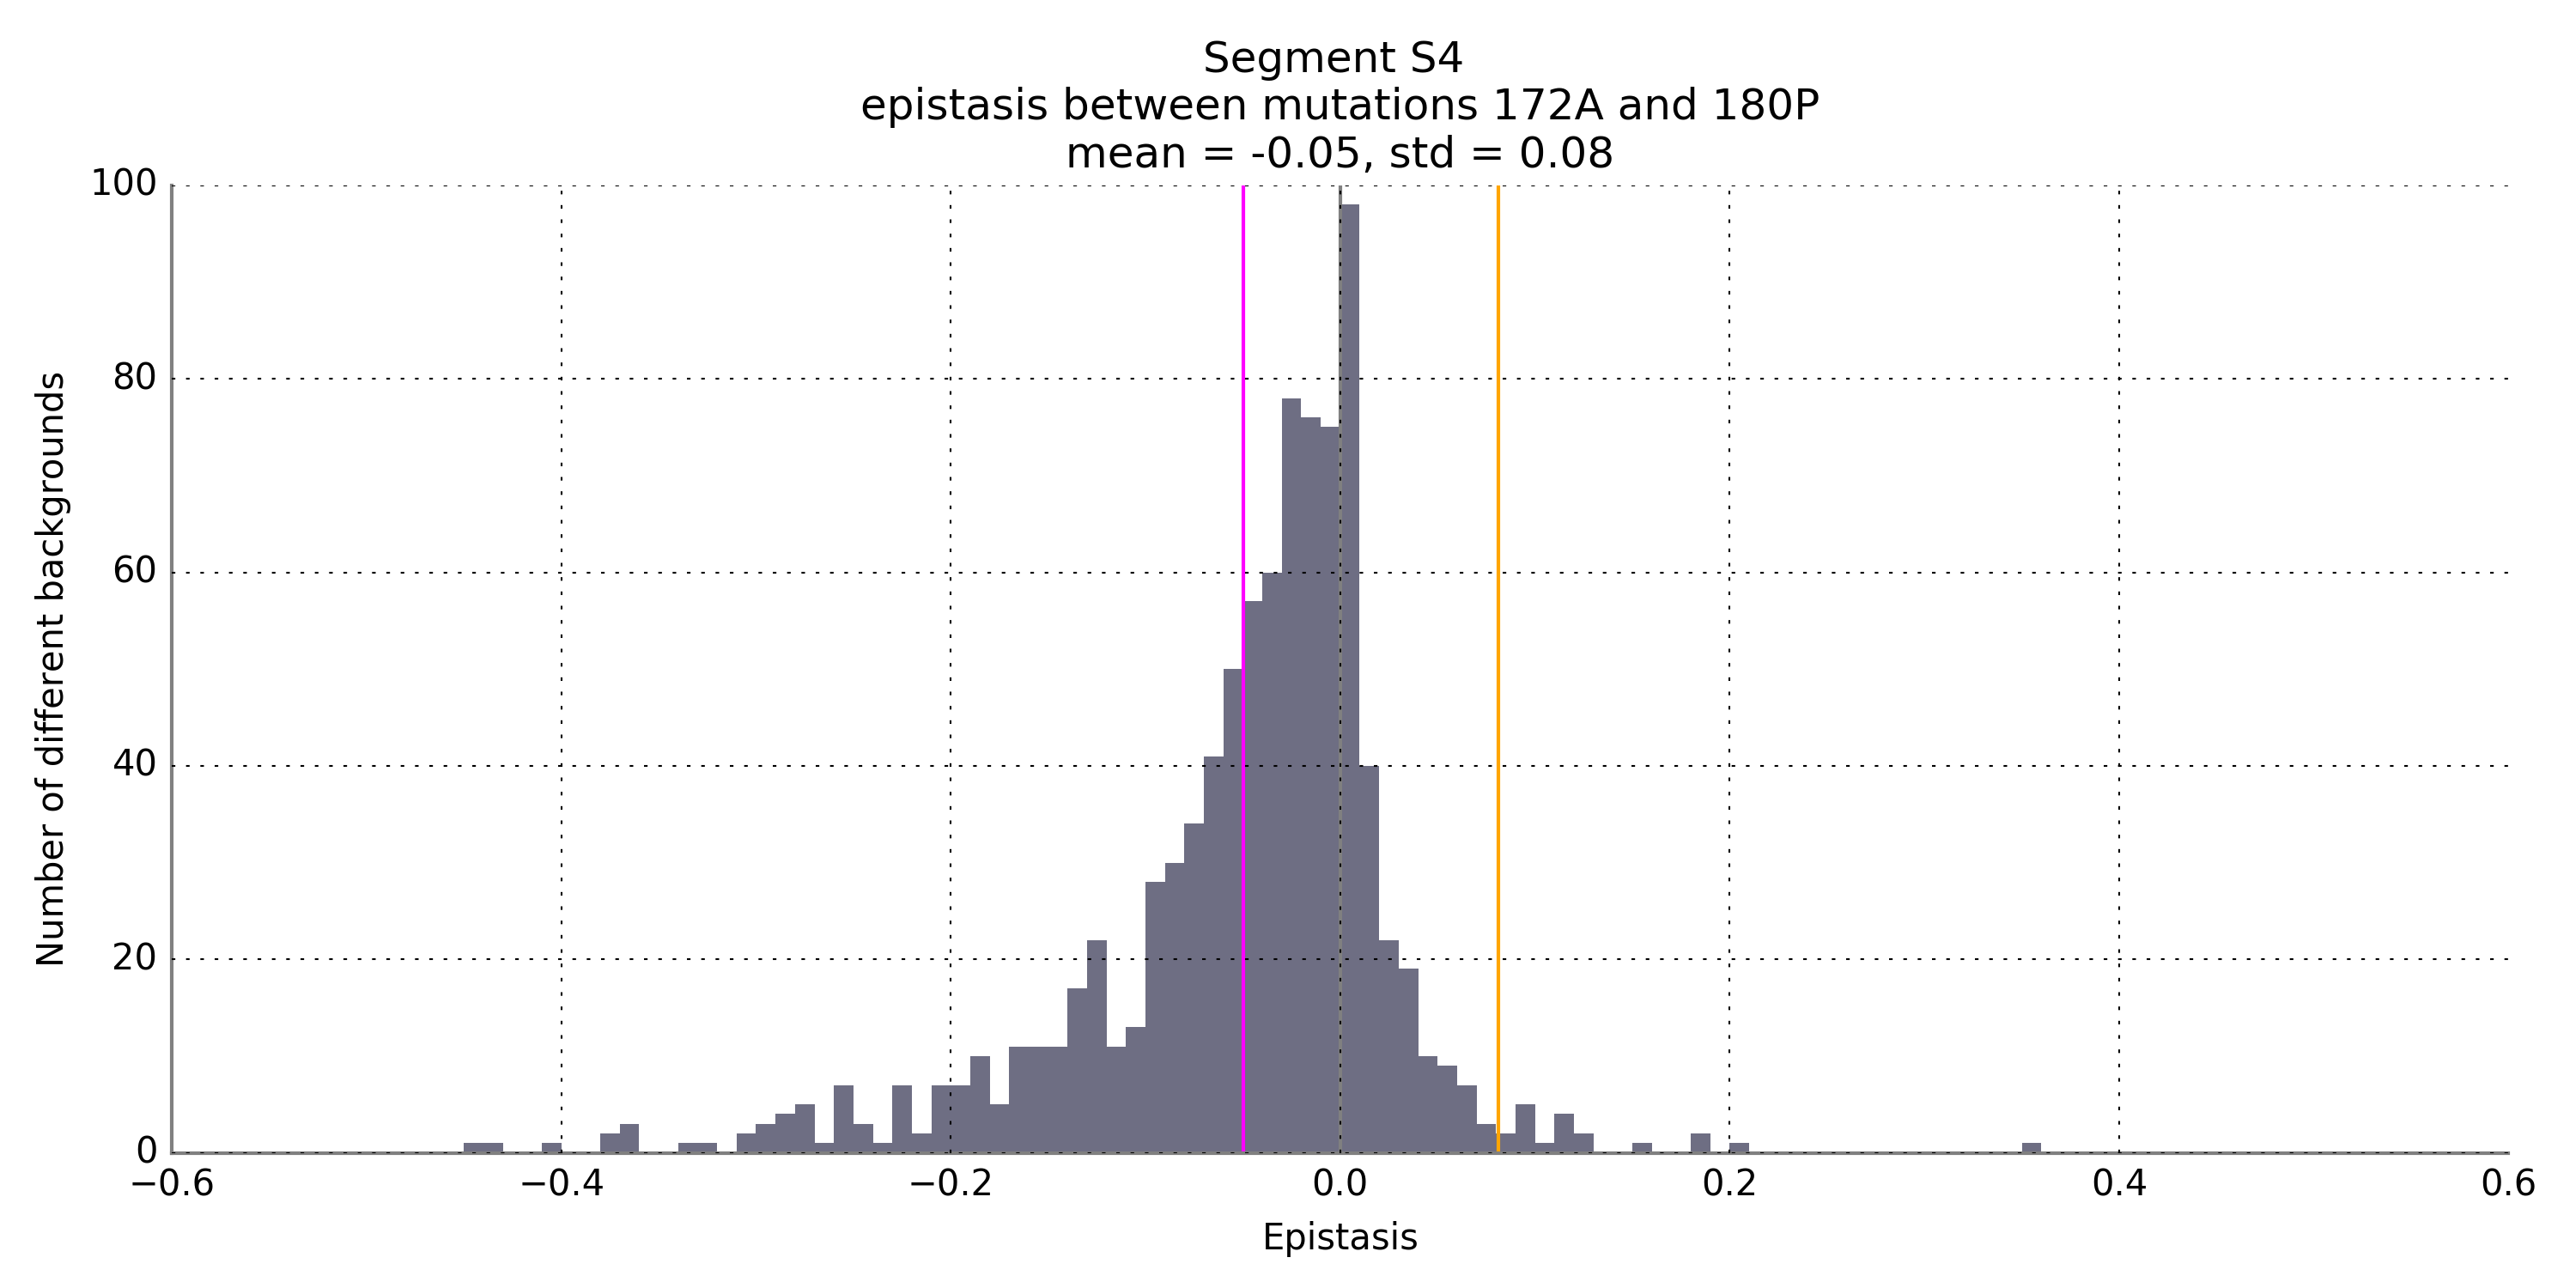 Segment S4
epistasis between mutations 172A and 180P
mean = -0.05, std = 0.08
100
80
60
40
20
0
Number of different backgrounds
−0.6 −0.4 −0.2 0.0 0.2 0.4 0.6
Epistasis